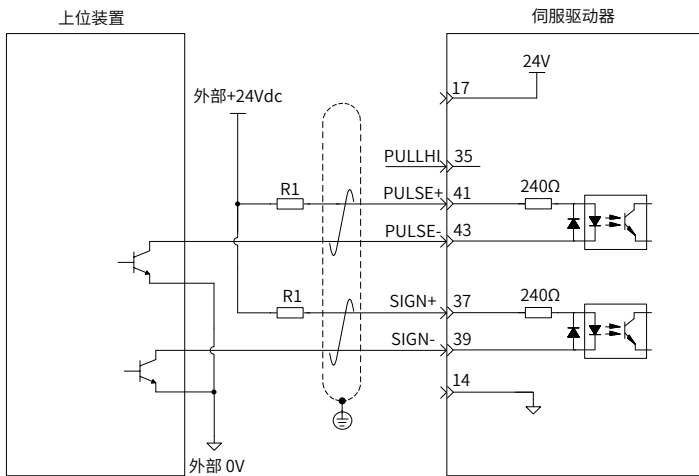 上位装置
伺服驱动器
24V
17
外部+24Vdc
PULLHI
35
R1
PULSE+
41
240Ω
PULSE-
43
R1
SIGN+
37
240Ω
SIGN-
39
14
外部 0V